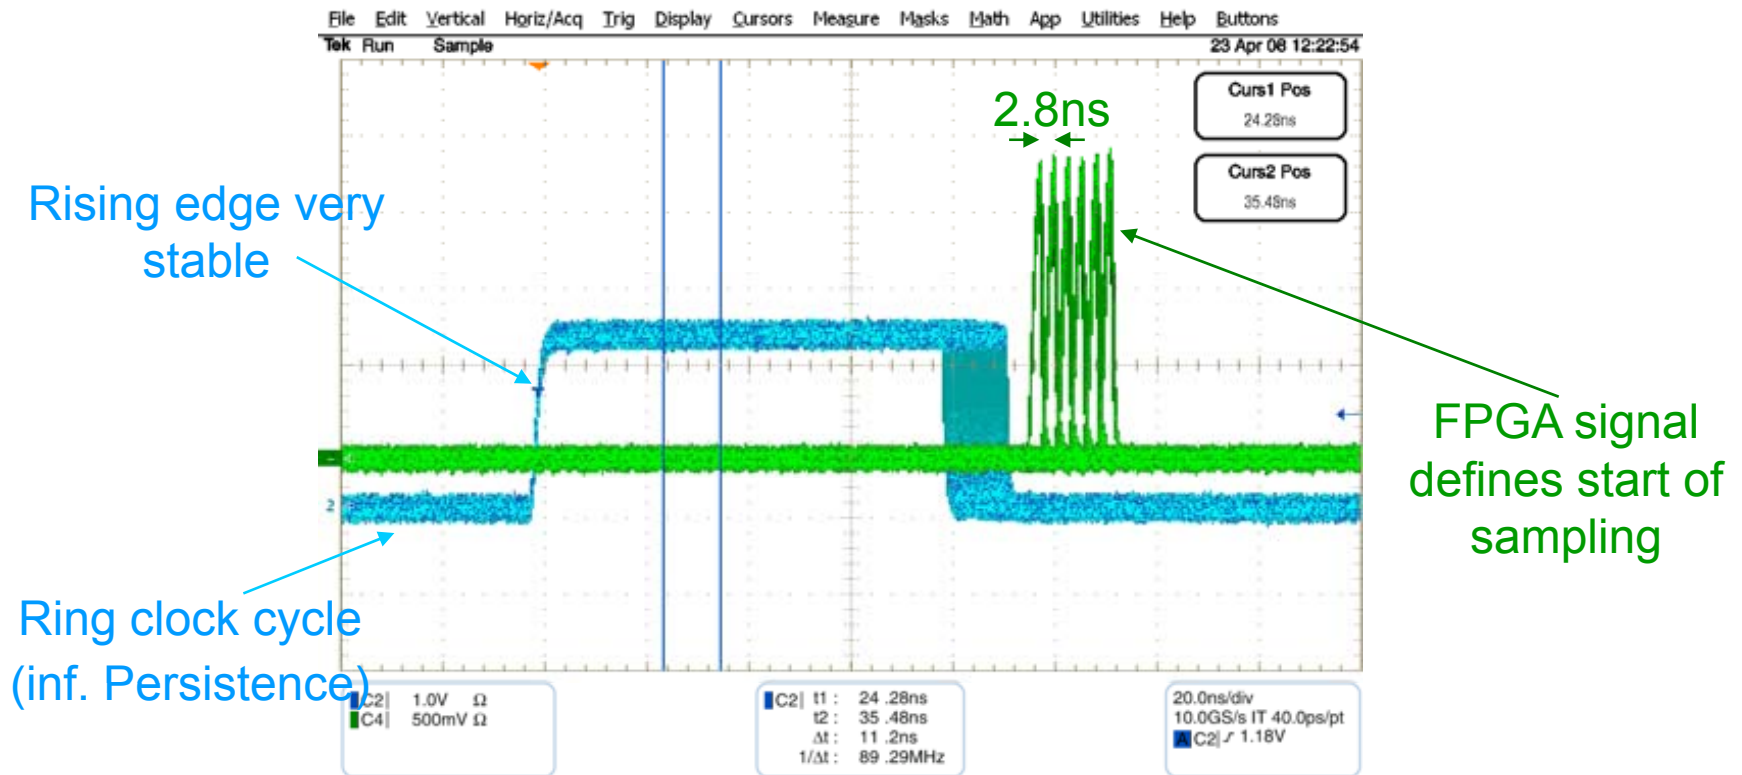 File Edit Vertical Horiz/Acq Trig Display Cursors Measure Masks Math App Utilities Help Buttons
Tek Run Sample 23 Apr 08 12:22:54
Curs1 Pos
24.28ns
Curs2 Pos
35.48ns
2.8ns
Rising edge very
stable
FPGA signal
defines start of
sampling
2
Ring clock cycle
(inf. Persistence)
C2 1.0V Ω
C4 500mV Ω
C2 t1 : 24 .28ns
t2 : 35 .48ns
Δt : 11 .2ns
1/Δt : 89 .29MHz
20.0ns/div
10.0GS/s IT 40.0ps/pt
A C2 1.18V